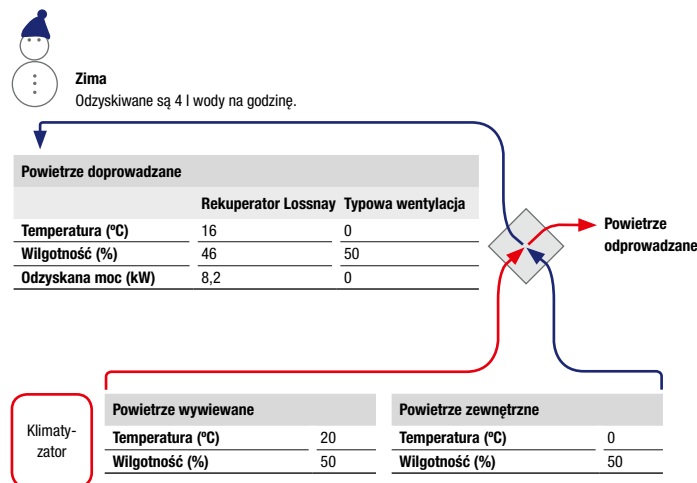 Zima
Odzyskiwane są 4 l wody na godzinę.
Powietrze doprowadzane
Rekuperator Lossnay Typowa wentylacja
Temperatura (ºC) 16 0
Wilgotność (%) 46 50
Odzyskana moc (kW) 8,2 0
Powietrze
odprowadzane
Klimaty-
zator
Powietrze wywiewane
Temperatura (ºC) 20
Wilgotność (%) 50
Powietrze zewnętrzne
Temperatura (ºC) 0
Wilgotność (%) 50